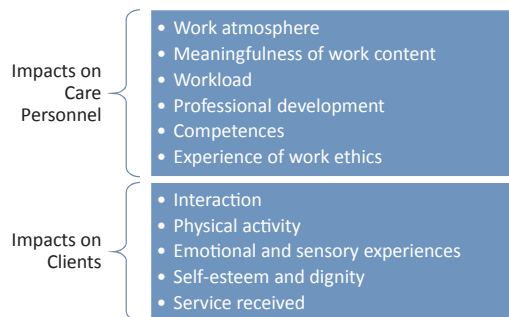 Impacts on
Care
Personnel
• Work atmosphere
• Meaningfulness of work content
• Workload
• Professional development
• Competences
• Experience of work ethics
Impacts on
Clients
• Interaction
• Physical activity
• Emotional and sensory experiences
• Self-esteem and dignity
• Service received